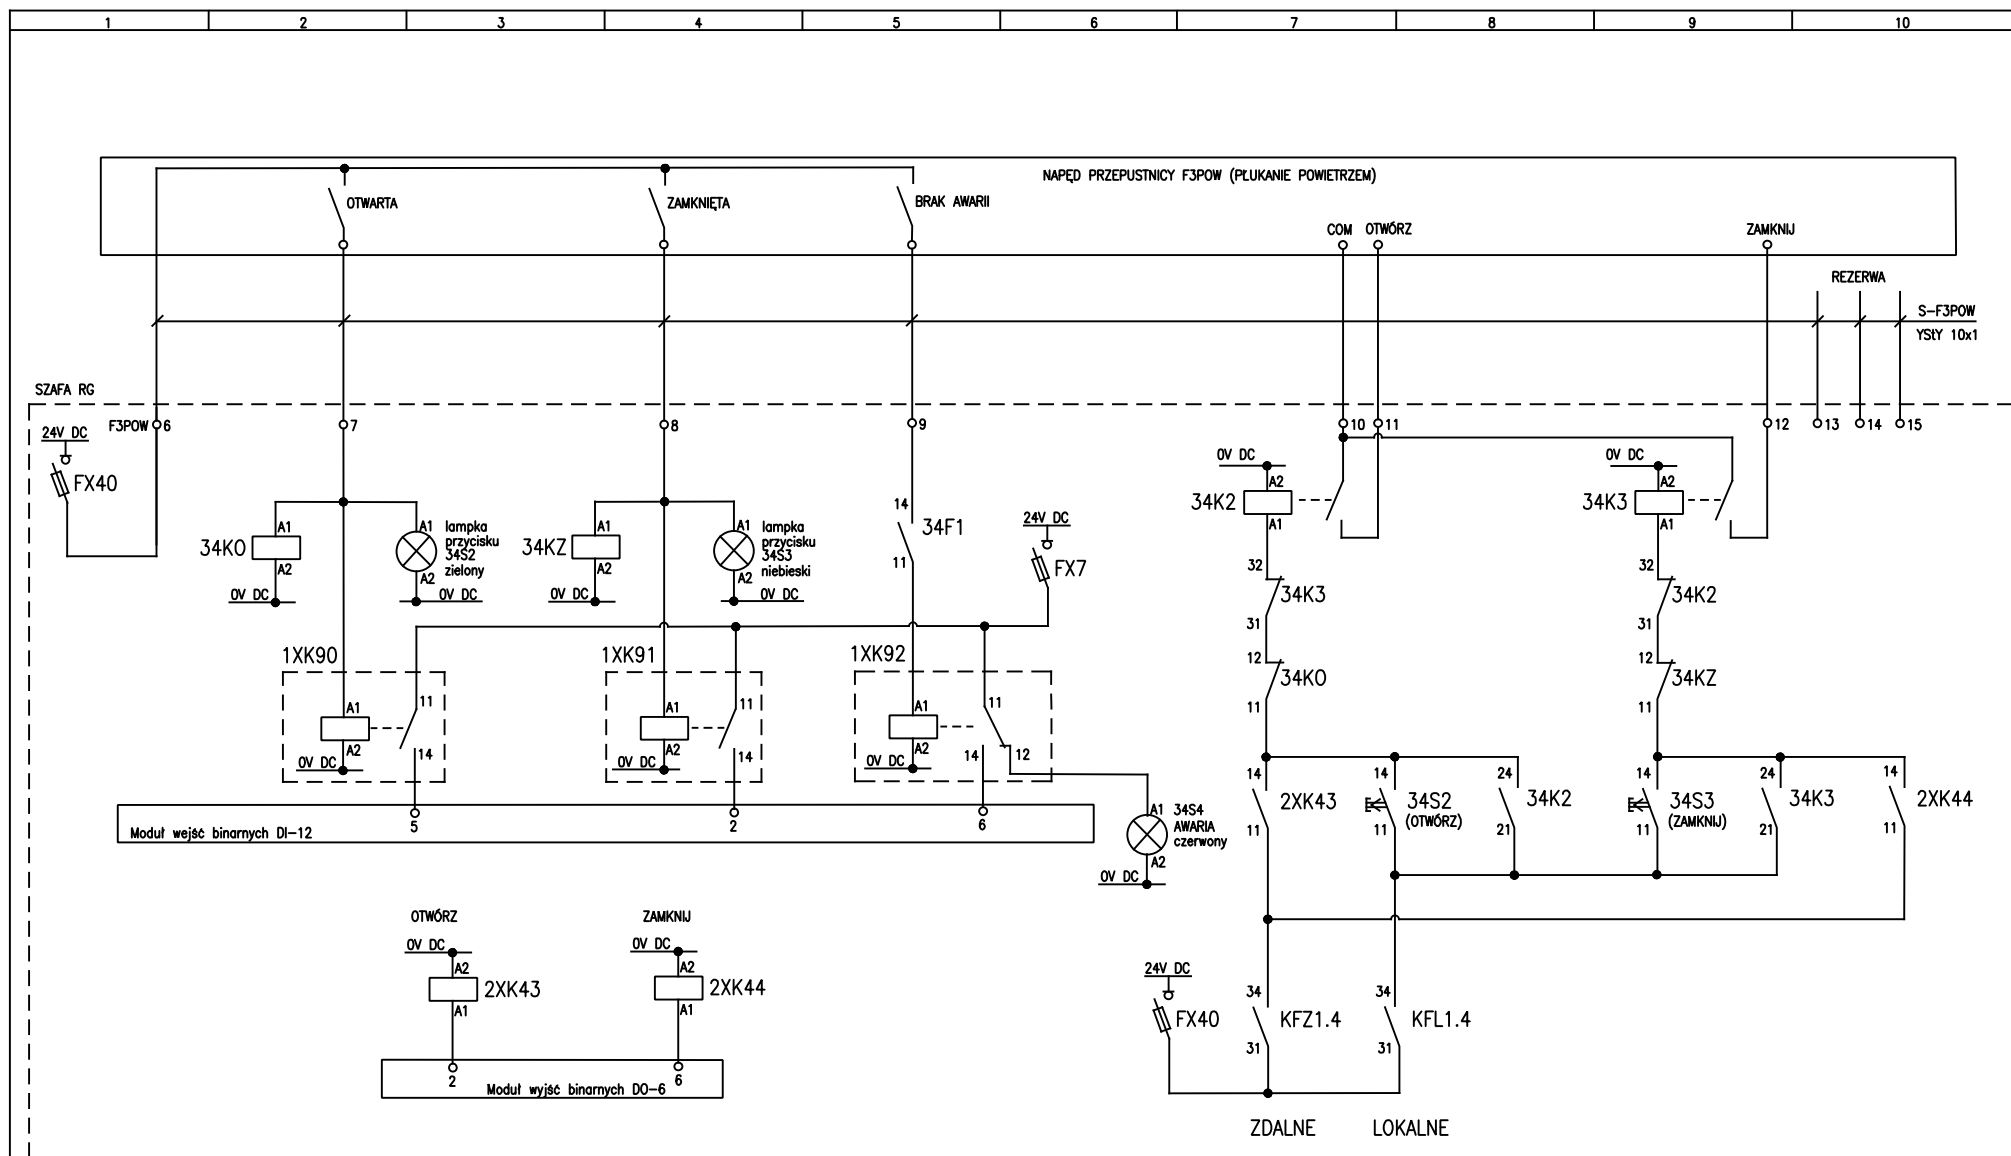 1 2 3 4 5 6 7 8 9 10
NAPĘD PRZEPUSTNICY F3POW (PŁUKANIE POWIETRZEM)
OTWARTA
ZAMKNIĘTA
BRAK AWARII
COM OTWÓRZ
ZAMKNIJ
REZERWA
S-F3POW
YStY 10x1
SZAFA RG
F3POW 6
7
8
9
10
11
12
13
14
15
24V DC
FX40
34KO
A1
A2
0V DC
A1
A2
0V DC
lampka
przycisku
34S2
zielony
34KZ
A1
A2
0V DC
A1
A2
0V DC
lampka
przycisku
34S3
niebieski
14
34F1
11
24V DC
FX7
0V DC
A2
34K2
A1
32
34K3
31
12
34KO
11
0V DC
A2
34K3
A1
32
34K2
31
12
34KZ
11
1XK90
A1
A2
0V DC
11
14
1XK91
A1
A2
0V DC
11
14
1XK92
A1
A2
0V DC
11
14
12
Moduł wejść binarnych DI-12
5
2
6
A1
A2
0V DC
34S4
AWARIA
czerwony
14
2XK43
11
14
34S2
(OTWÓRZ)
11
24
34K2
21
14
34S3
(ZAMKNIJ)
11
24
34K3
21
14
2XK44
11
OTWÓRZ
0V DC
A2
2XK43
A1
ZAMKNIJ
0V DC
A2
2XK44
A1
2
6
Moduł wyjść binarnych DO-6
24V DC
FX40
34
KFZ1.4
31
34
KFL1.4
31
ZDALNE
LOKALNE